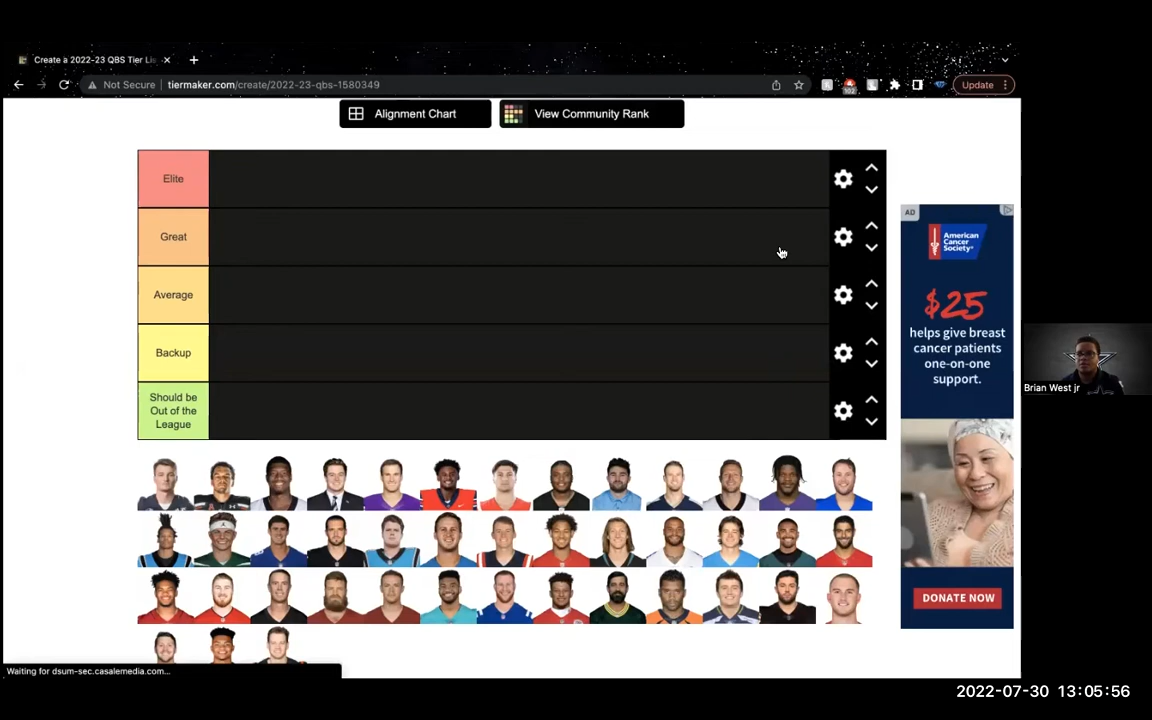 Create a 2022-23 QBS Tier Lis
Not Secure | tiermaker.com/create/2022-23-qbs-1580349
102
Update
Alignment Chart
View Community Rank
Elite
Great
Average
Backup
Should be
Out of the
League
AD
American
Cancer
Society
$25
helps give breast
cancer patients
one-on-one
support.
DONATE NOW
Brian West jr
Waiting for dsum-sec.casalemedia.com...
2022-07-30 13:05:56